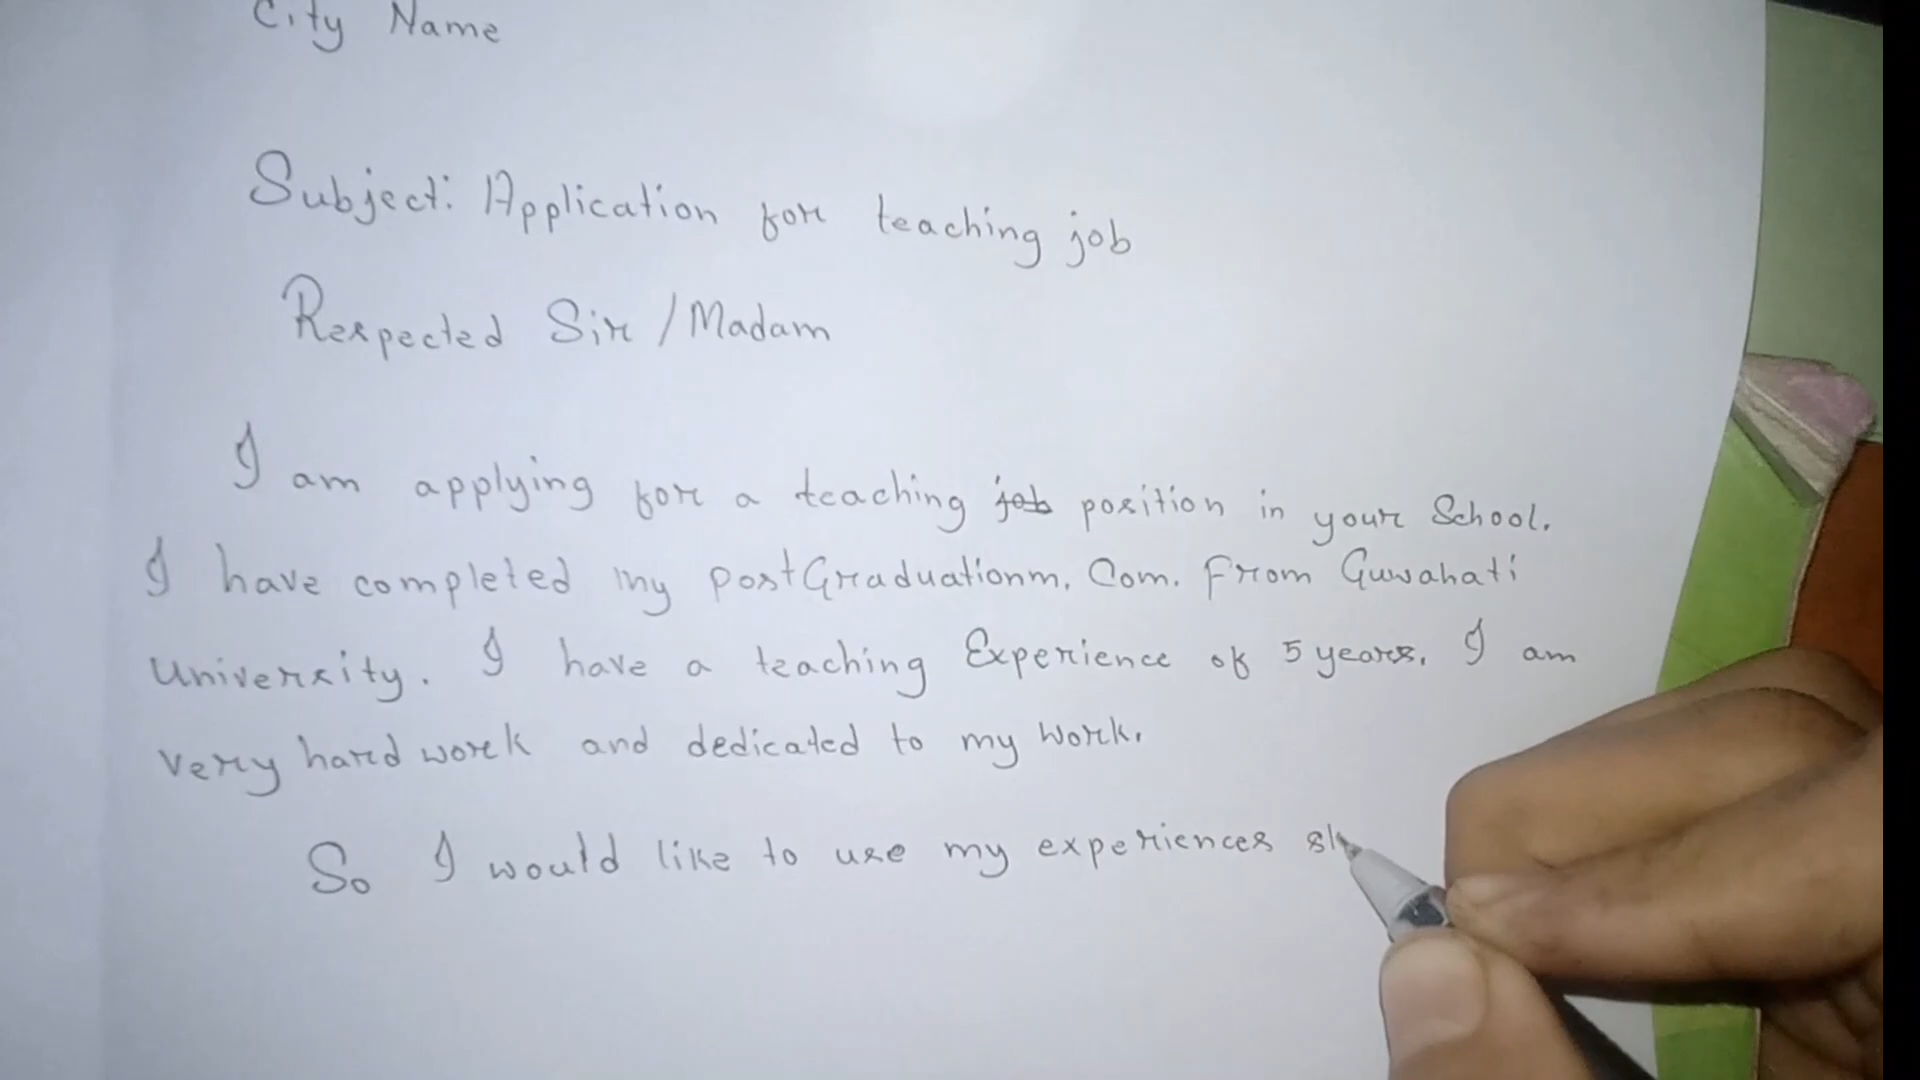 City Name
Subject: Application for teaching job
Respected Sir / Madam
I am applying for a teaching job position in your School.
I have completed my postGraduationm. Com. From Guwahati
University. I have a teaching Experience of 5 years. I am
very hard work and dedicated to my work.
So I would like to use my experiences